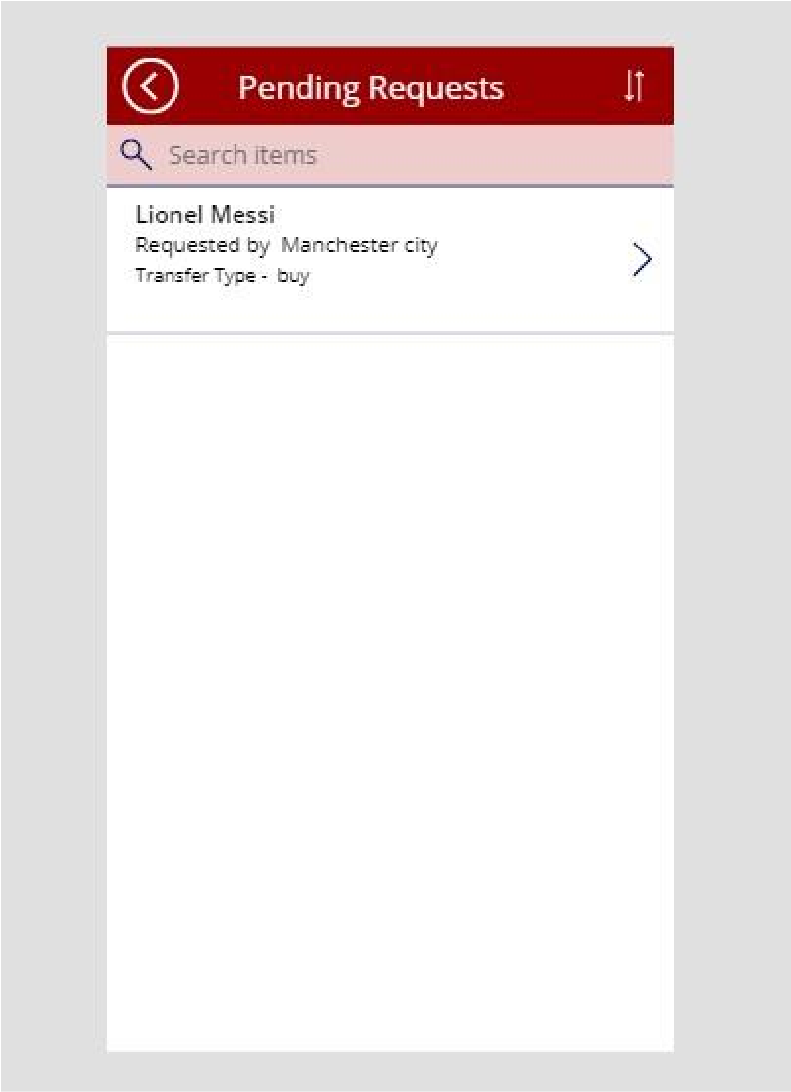 Pending Requests
Search items
Lionel Messi
Requested by Manchester city
Transfer Type - buy